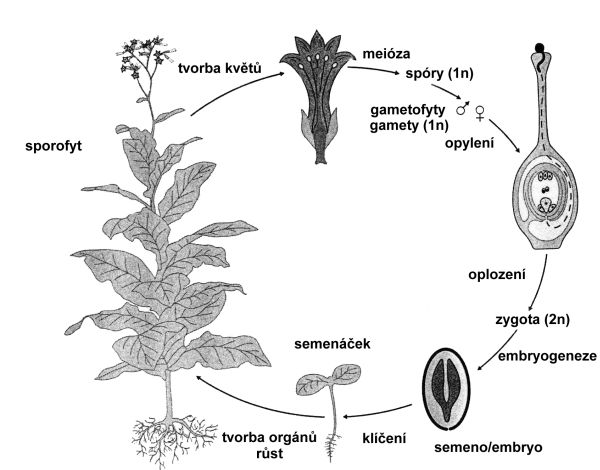 tvorba květů
meióza
spóry (1n)
gametofyty ♂ ♀
gamety (1n)
opylení
sporofyt
oplození
zygota (2n)
embryogeneze
semeno/embryo
klíčení
semenáček
tvorba orgánů
růst